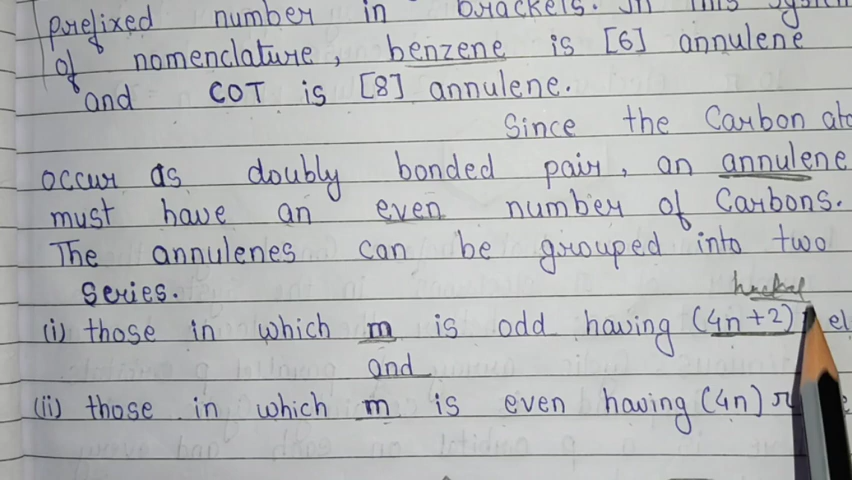 prefixed number in brackets. In this system
of nomenclature, benzene is [6] annulene
and COT is [8] annulene.
Since the Carbon ato
occur as doubly bonded pair, an annulene
must have an even number of Carbons.
The annulenes can be grouped into two
series.
huckel
(i) those in which m is odd having (4n+2) el
and
(ii) those in which m is even having (4n) π e